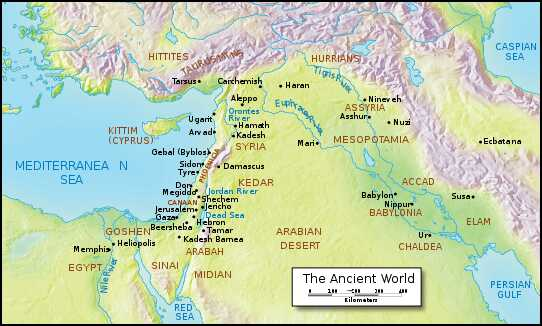 HITTITES
TAURUS MTNS
HURRIANS
CASPIAN
SEA
Tarsus
Carchemish
Haran
Tigris River
Aleppo
Euphrates River
Nineveh
ASSYRIA
Asshur
Nuzi
Orontes
River
Ugarit
Hamath
Arvad
Kadesh
SYRIA
KITTIM
(CYPRUS)
Mari
MESOPOTAMIA
Ecbatana
Gebal (Byblos)
PHOENICIA
Sidon
Tyre
Damascus
MEDITERRANEA N
SEA
Dan
Megiddo
Jordan River
KEDAR
ACCAD
CANAAN
Shechem
Jericho
Jerusalem
Dead Sea
Gaza
Hebron
Beersheba
Tamar
Kadesh Barnea
Babylon
Nippur
BABYLONIA
Susa
ELAM
Ur
CHALDEA
GOSHEN
Heliopolis
Memphis
ARABAH
ARABIAN
DESERT
EGYPT
Nile River
SINAI
MIDIAN
RED
SEA
PERSIAN
GULF
The Ancient World
0 200 300 400
Kilometers